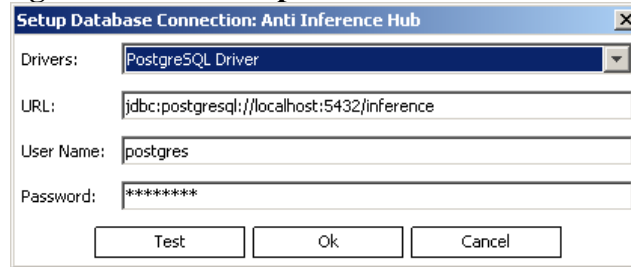 Setup Database Connection: Anti Inference Hub
Drivers: PostgreSQL Driver
URL: jdbc:postgresql://localhost:5432/inference
User Name: postgres
Password: ********
Test Ok Cancel